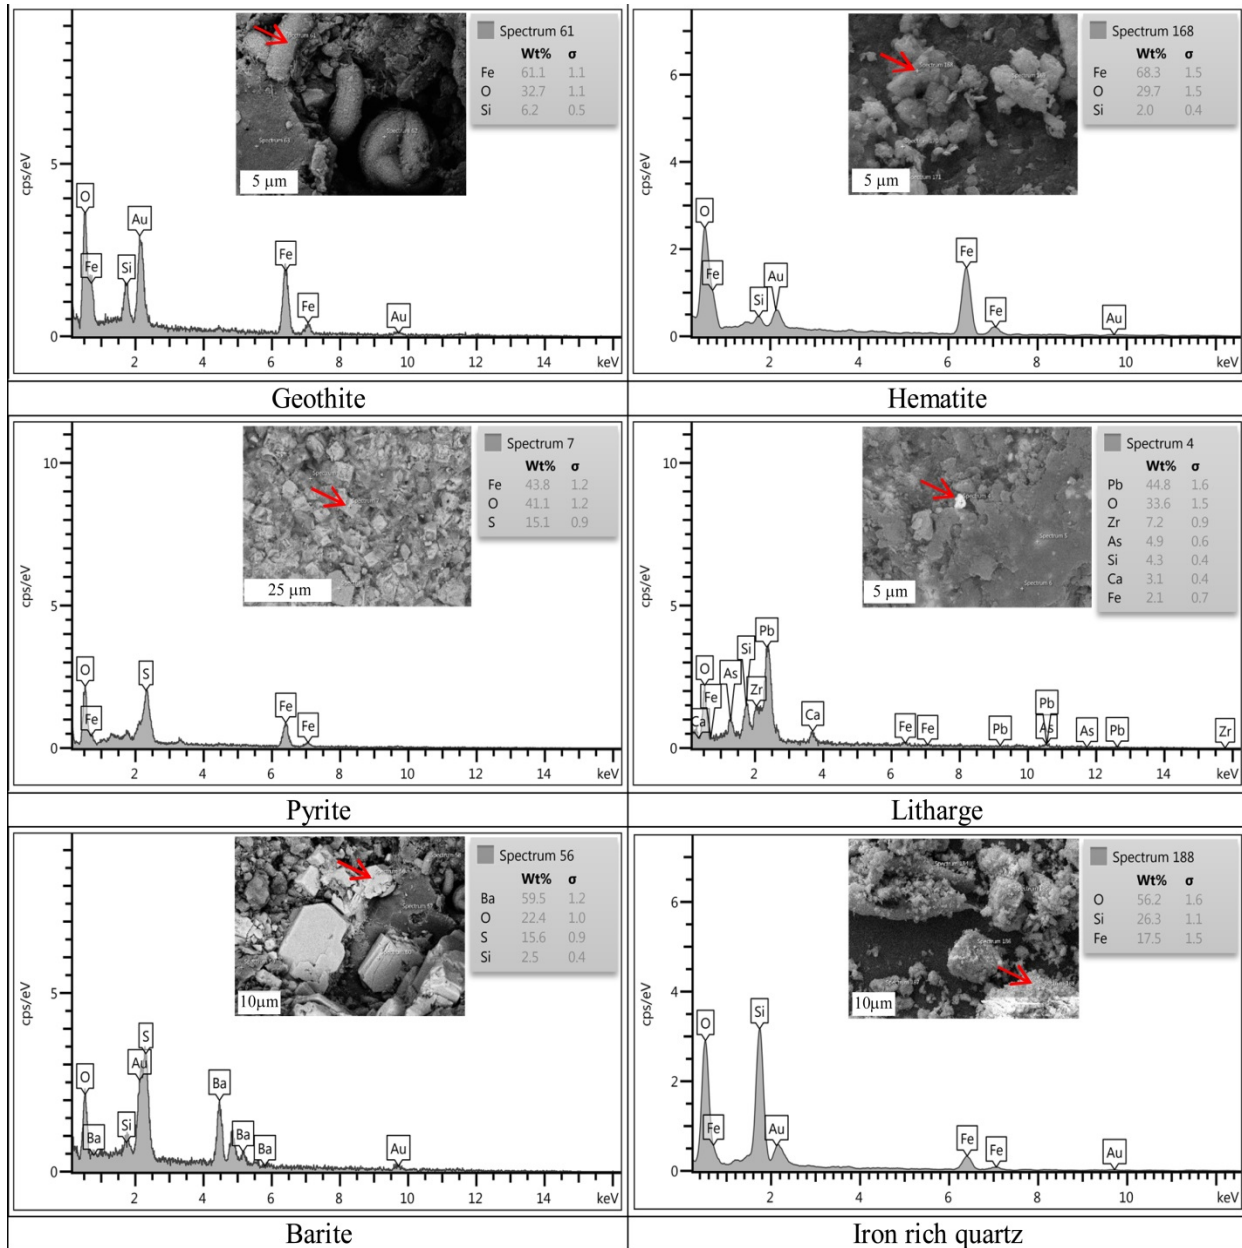 Spectrum 61
Wt% σ
Fe 61.1 1.1
O 32.7 1.1
Si 6.2 0.5
5 μm
cps/eV
5
0
O
Fe
Si
Au
Fe
Fe
Au
2 4 6 8 10 12 14 keV
Geothite
Spectrum 168
Wt% σ
Fe 68.3 1.5
O 29.7 1.5
Si 2.0 0.4
Spectrum 168
5 μm
cps/eV
6
4
2
0
O
Fe
Si
Au
Fe
Fe
Au
2 4 6 8 10 keV
Hematite
Spectrum 7
Wt% σ
Fe 43.8 1.2
O 41.1 1.2
S 15.1 0.9
25 μm
cps/eV
10
5
0
O
Fe
S
Fe
Fe
2 4 6 8 10 12 14 keV
Pyrite
Spectrum 4
Wt% σ
Pb 44.8 1.6
O 33.6 1.5
Zr 7.2 0.9
As 4.9 0.6
Si 4.3 0.4
Ca 3.1 0.4
Fe 2.1 0.7
Spectrum 5
Spectrum 6
5 μm
cps/eV
10
5
0
Ca
O
Fe
As
Si
Zr
Pb
Ca
Fe
Fe
Pb
Pb
As
As
Pb
Zr
2 4 6 8 10 12 14 keV
Litharge
Spectrum 56
Wt% σ
Ba 59.5 1.2
O 22.4 1.0
S 15.6 0.9
Si 2.5 0.4
10μm
cps/eV
5
0
O
Ba
Si
Au
S
Ba
Ba
Ba
Au
2 4 6 8 10 12 14 keV
Barite
Spectrum 188
Wt% σ
O 56.2 1.6
Si 26.3 1.1
Fe 17.5 1.5
Spectrum 186
10μm
cps/eV
6
4
2
0
O
Fe
Si
Au
Fe
Fe
Au
2 4 6 8 10 keV
Iron rich quartz